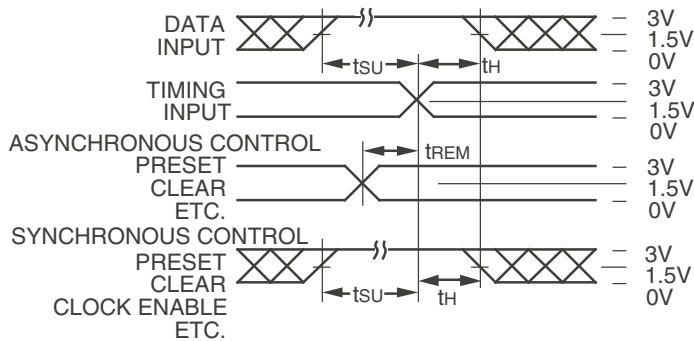 DATA
INPUT
3V
1.5V
0V
tSU
tH
TIMING
INPUT
3V
1.5V
0V
ASYNCHRONOUS CONTROL
tREM
PRESET
CLEAR
ETC.
3V
1.5V
0V
SYNCHRONOUS CONTROL
PRESET
CLEAR
CLOCK ENABLE
ETC.
3V
1.5V
0V
tSU
tH